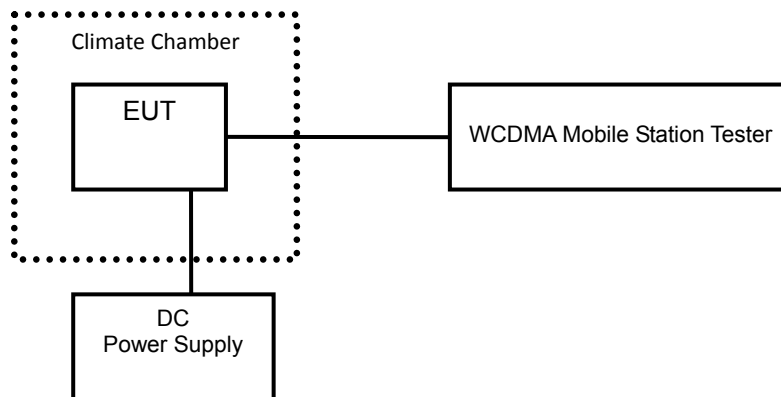 Climate Chamber
EUT
WCDMA Mobile Station Tester
DC
Power Supply